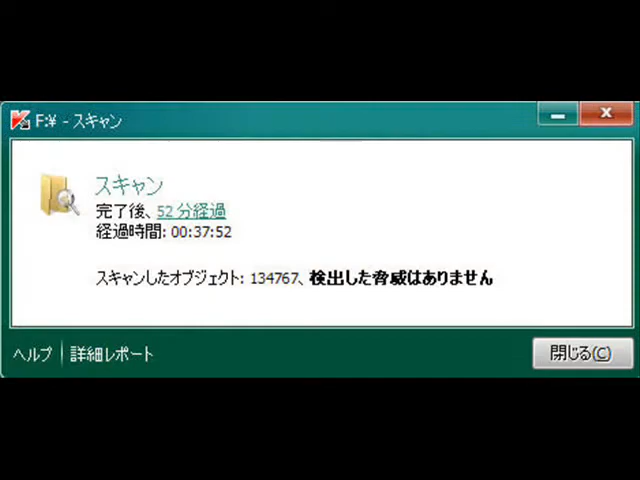 F:¥ - スキャン
スキャン
完了後、52 分経過
経過時間: 00:37:52
スキャンしたオブジェクト: 134767、検出した脅威はありません
ヘルプ | 詳細レポート
閉じる(C)